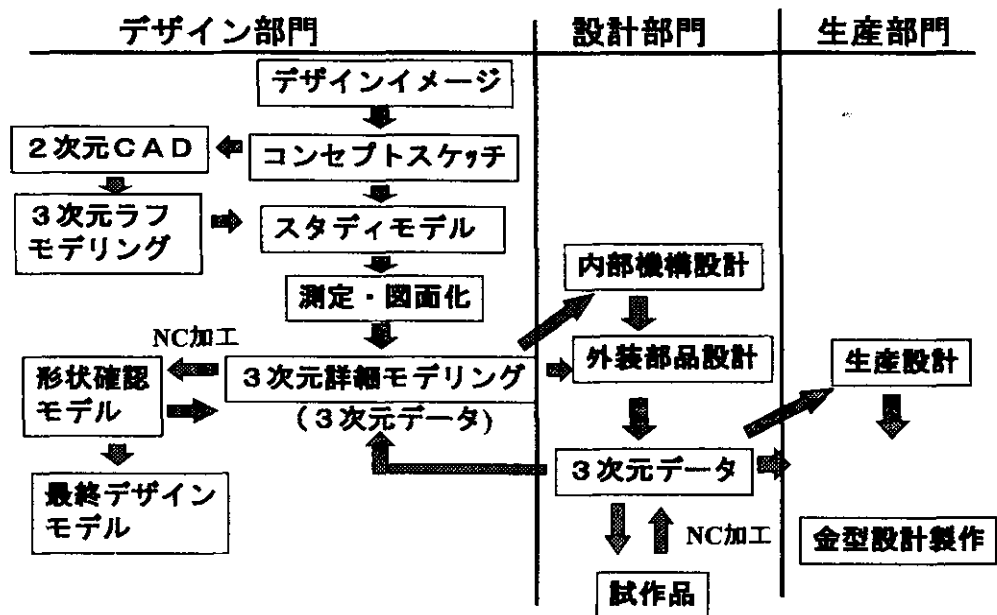 デザイン部門
設計部門
生産部門
デザインイメージ
2次元CAD
コンセプトスケッチ
3次元ラフ
モデリング
スタディモデル
測定・図面化
内部機構設計
NC加工
形状確認
モデル
3次元詳細モデリング
(3次元データ)
外装部品設計
生産設計
最終デザイン
モデル
3次元データ
NC加工
試作品
金型設計製作